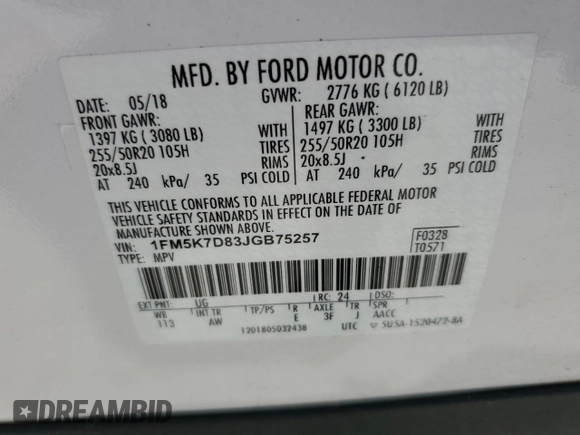 MFD. BY FORD MOTOR CO.
DATE: 05/18 GVWR: 2776 KG ( 6120 LB)
FRONT GAWR: REAR GAWR:
1397 KG ( 3080 LB) WITH 1497 KG ( 3300 LB) WITH
255/50R20 105H TIRES 255/50R20 105H TIRES
20x8.5J RIMS 20x8.5J RIMS
AT 240 kPa/ 35 PSI COLD AT 240 kPa/ 35 PSI COLD
THIS VEHICLE CONFORMS TO ALL APPLICABLE FEDERAL MOTOR
VEHICLE SAFETY STANDARDS IN EFFECT ON THE DATE OF
MANUFACTURE SHOWN ABOVE.
VIN: 1FM5K7D83JGB75257 F0328
TYPE: MPV T0571
EXT PNT: UG RC: 24 DSO:
WB INT TR TP/PS R AXLE TR SPR
113 AW E 3F J AACC
1201805032438 UTC ▽ 5U5A-1520472-BA
DREAMBID